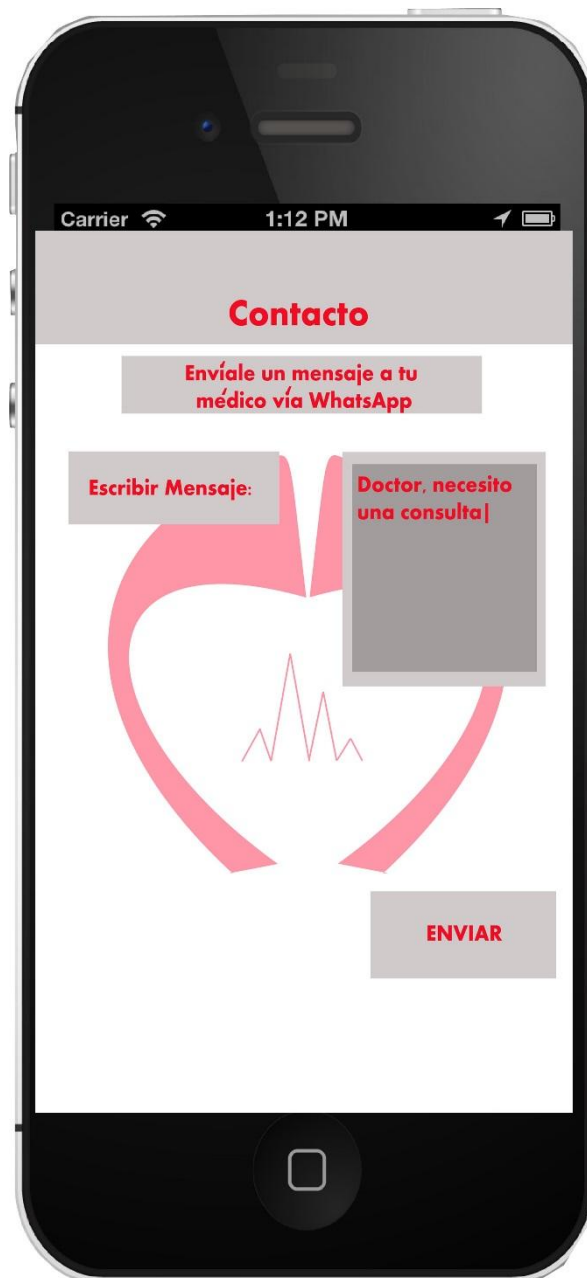 Carrier 1:12 PM
Contacto
Envíale un mensaje a tu
médico vía WhatsApp
Escribir Mensaje:
Doctor, necesito
una consulta|
ENVIAR